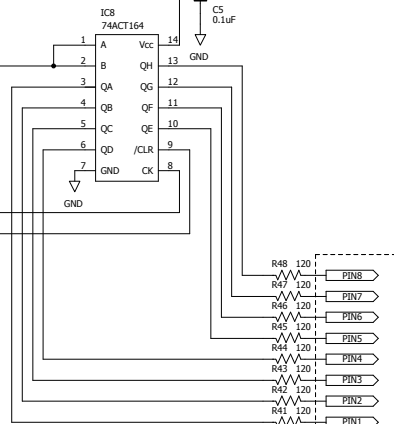 C5
0.1uF
GND
IC8
74ACT164
1 A Vcc 14
2 B QH 13
3 QA QG 12
4 QB QF 11
5 QC QE 10
6 QD /CLR 9
7 GND CK 8
GND
R48 120 PIN8
R47 120 PIN7
R46 120 PIN6
R45 120 PIN5
R44 120 PIN4
R43 120 PIN3
R42 120 PIN2
R41 120 PIN1